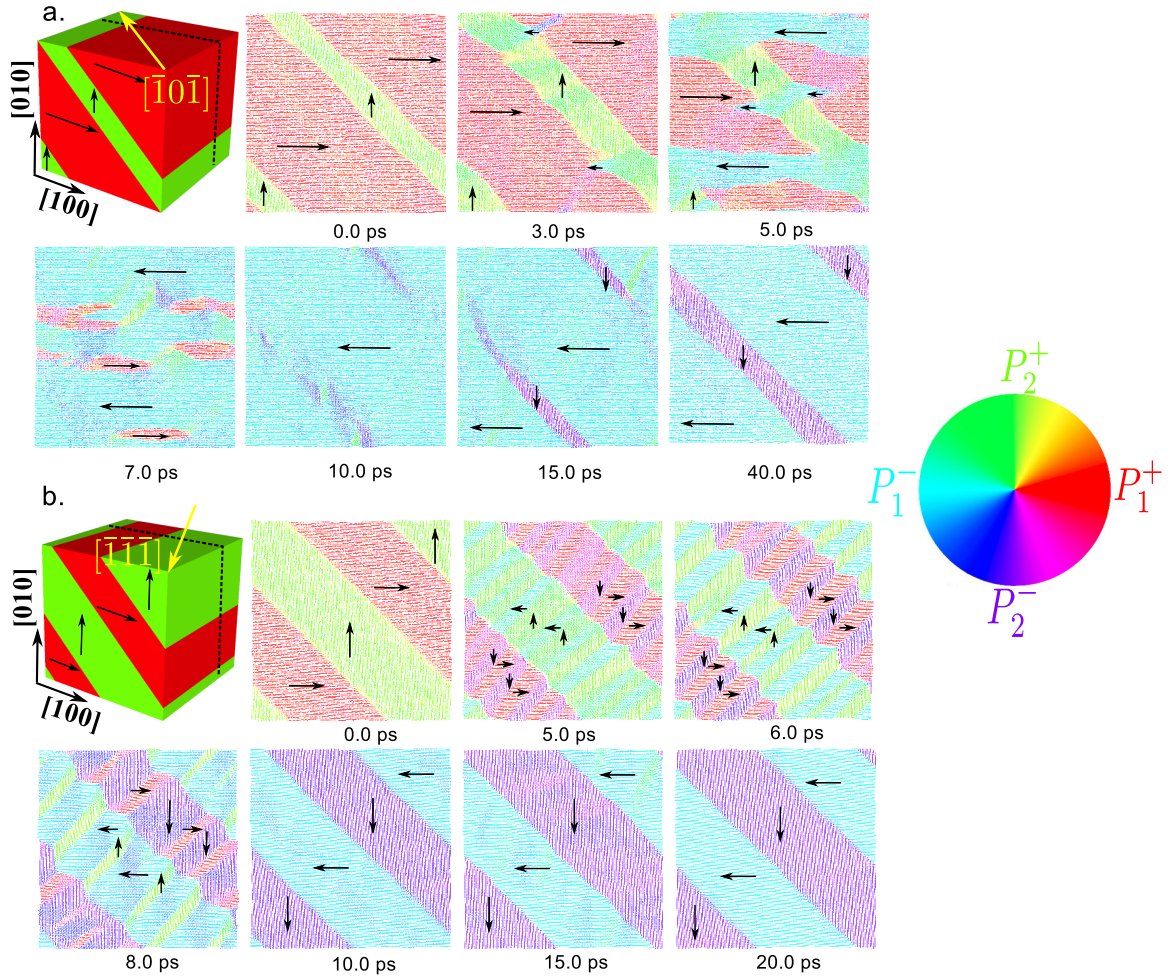 a.
[010]
[100]
[1̄01̄]
0.0 ps
3.0 ps
5.0 ps
7.0 ps
10.0 ps
15.0 ps
40.0 ps
P₂⁺
P₁⁻
P₁⁺
P₂⁻
b.
[010]
[100]
[1̄1̄1̄]
0.0 ps
5.0 ps
6.0 ps
8.0 ps
10.0 ps
15.0 ps
20.0 ps